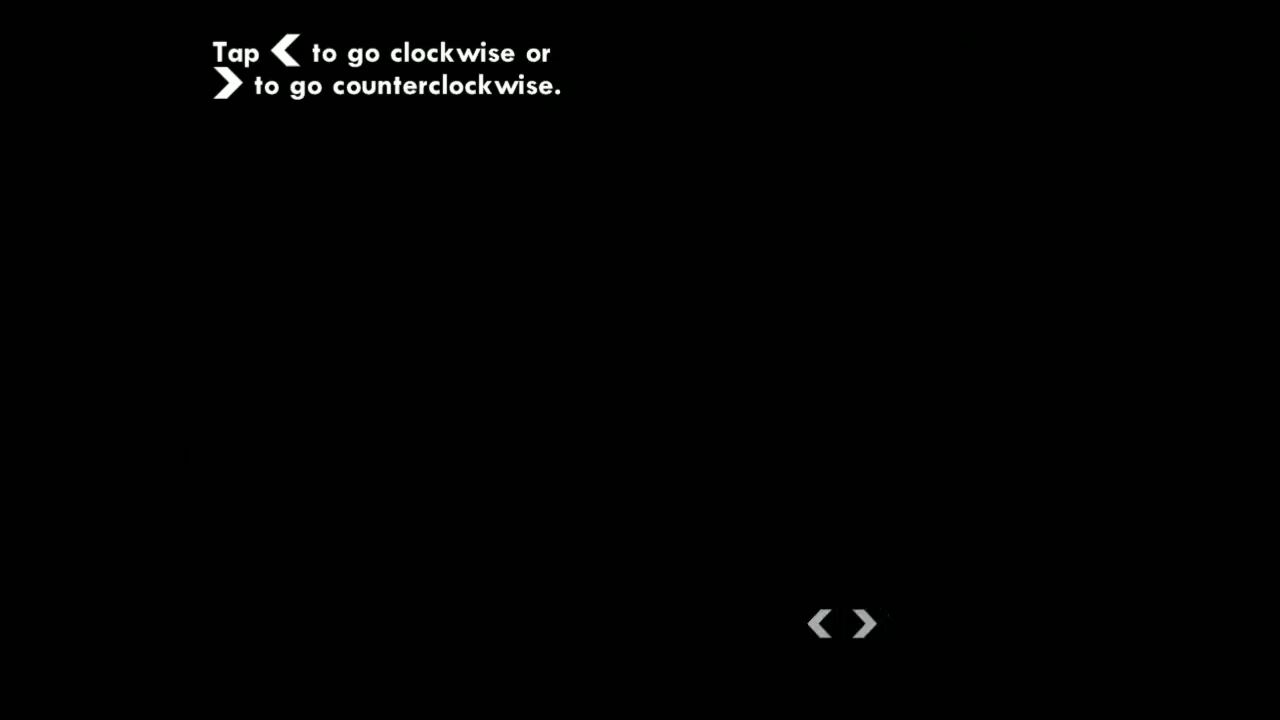 Tap < to go clockwise or
> to go counterclockwise.
< >